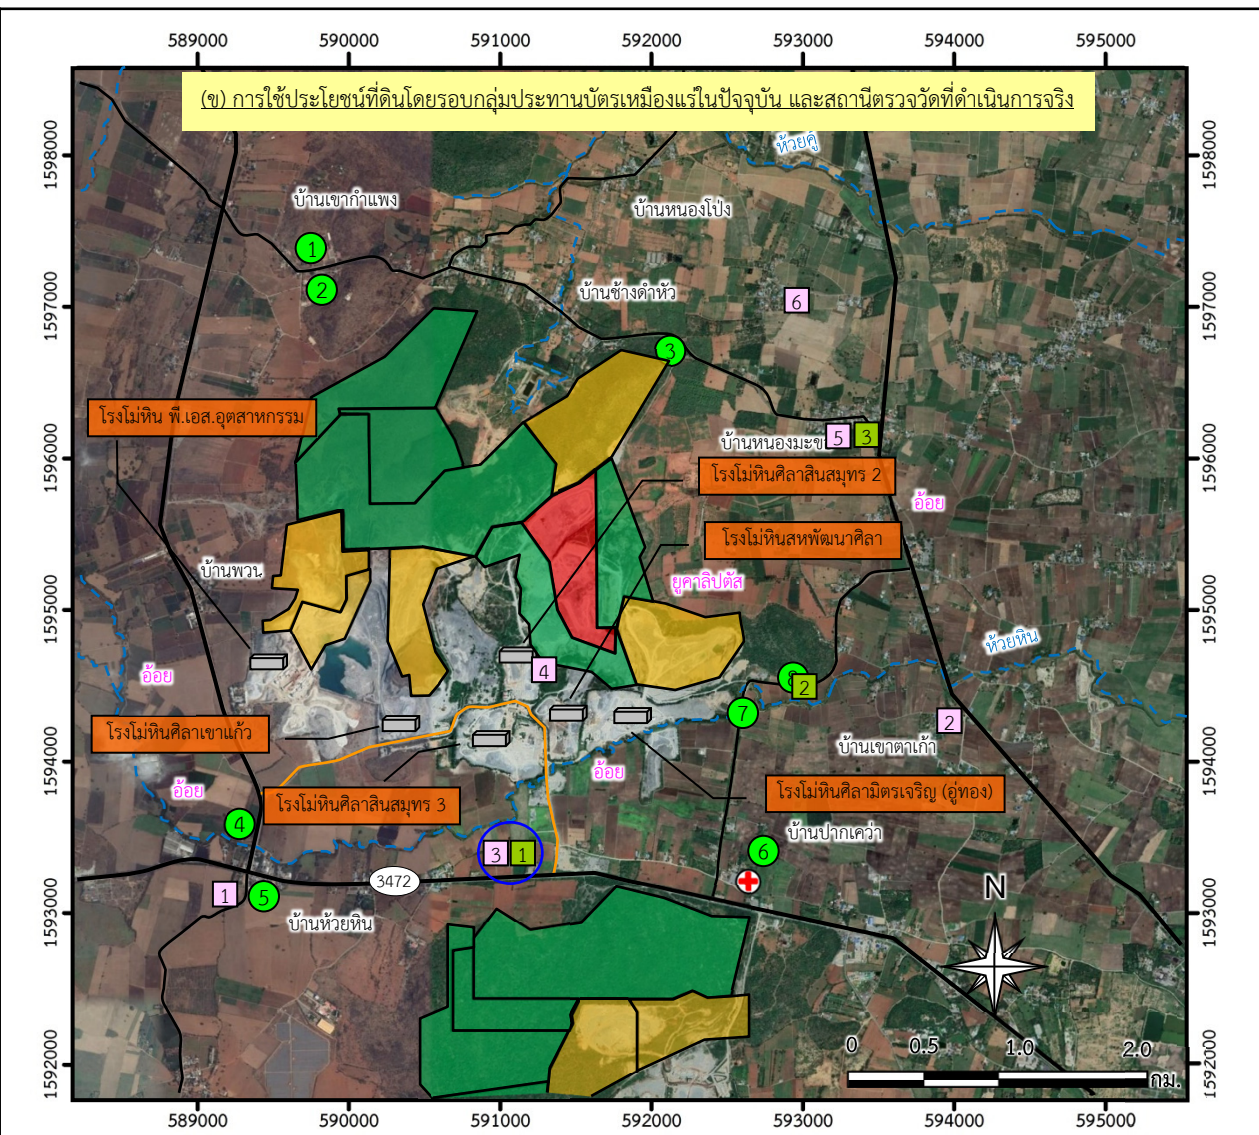 589000 590000 591000 592000 593000 594000 595000
(ข) การใช้ประโยชน์ที่ดินโดยรอบกลุ่มประทานบัตรเหมืองแร่ในปัจจุบัน และสถานีตรวจวัดที่ดำเนินการจริง
1598000
1598000
ห้วยคู้
บ้านเขากำแพง
บ้านหนองโป่ง
1
2
บ้านช้างดำหัว
6
1597000
1597000
3
โรงโม่หิน พี.เอส.อุตสาหกรรม
บ้านหนองมะขา
5
3
1596000
1596000
โรงโม่หินศิลาสินสมุทร 2
อ้อย
โรงโม่หินสหพัฒนาศิลา
บ้านพวน
ยูคาลิปตัส
1595000
1595000
ห้วยหิน
อ้อย
4
8
2
7
2
โรงโม่หินศิลาเขาแก้ว
บ้านเขาตาเก้า
1594000
1594000
อ้อย
อ้อย
โรงโม่หินศิลาสินสมุทร 3
โรงโม่หินศิลามิตรเจริญ (อู่ทอง)
4
บ้านปากเคว่า
3
1
6
3472
1
5
N
บ้านห้วยหิน
1593000
1593000
0 0.5 1.0 2.0
กม.
1592000
1592000
589000 590000 591000 592000 593000 594000 595000